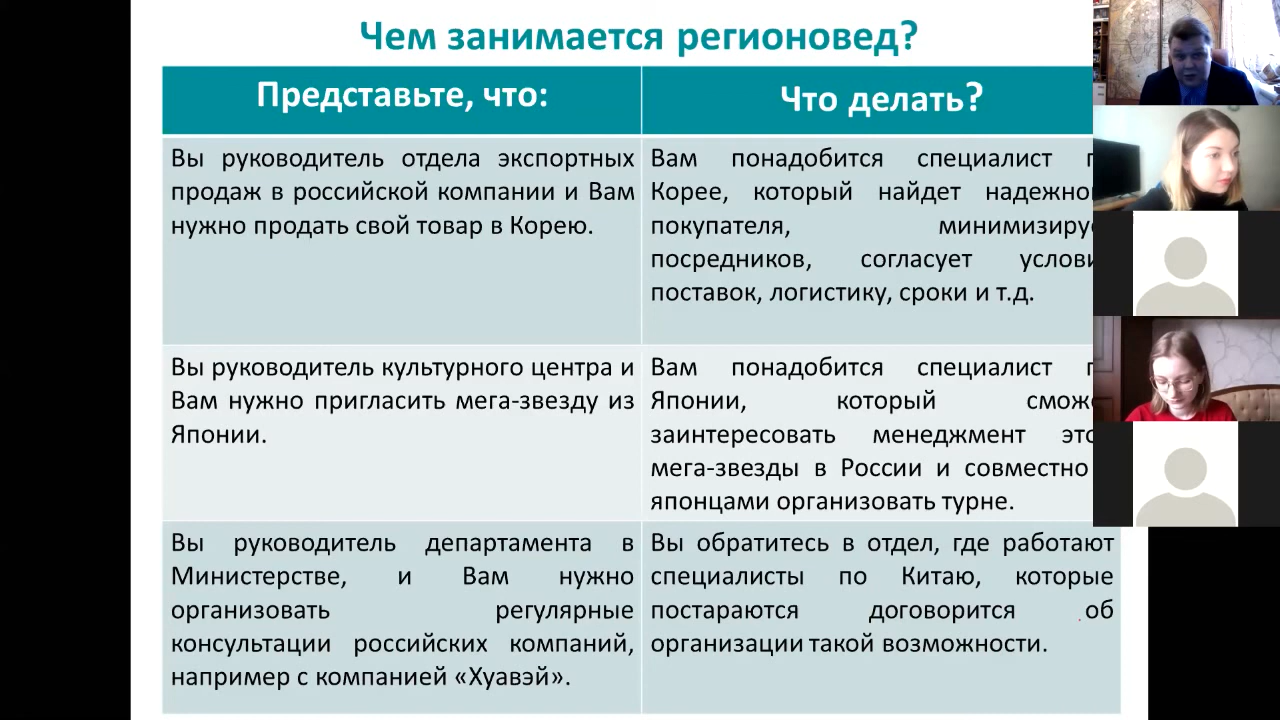 Чем занимается регионовед?
Представьте, что:
Что делать?
Вы руководитель отдела экспортных
продаж в российской компании и Вам
нужно продать свой товар в Корею.
Вам понадобится специалист
Корее, который найдет
покупателя,
посредников, согласует
поставок, логистику, сроки и т.д.
Вы руководитель культурного центра и
Вам нужно пригласить мега-звезду из
Японии.
Вам понадобится специалист
Японии, который
заинтересовать менеджмент
мега-звезды в России и совместно
японцами организовать турне.
Вы руководитель департамента в
Министерстве, и Вам нужно
организовать регулярные
консультации российских компаний,
например с компанией «Хуавэй».
Вы обратитесь в отдел, где работают
специалисты по Китаю, которые
постараются договорится об
организации такой возможности.